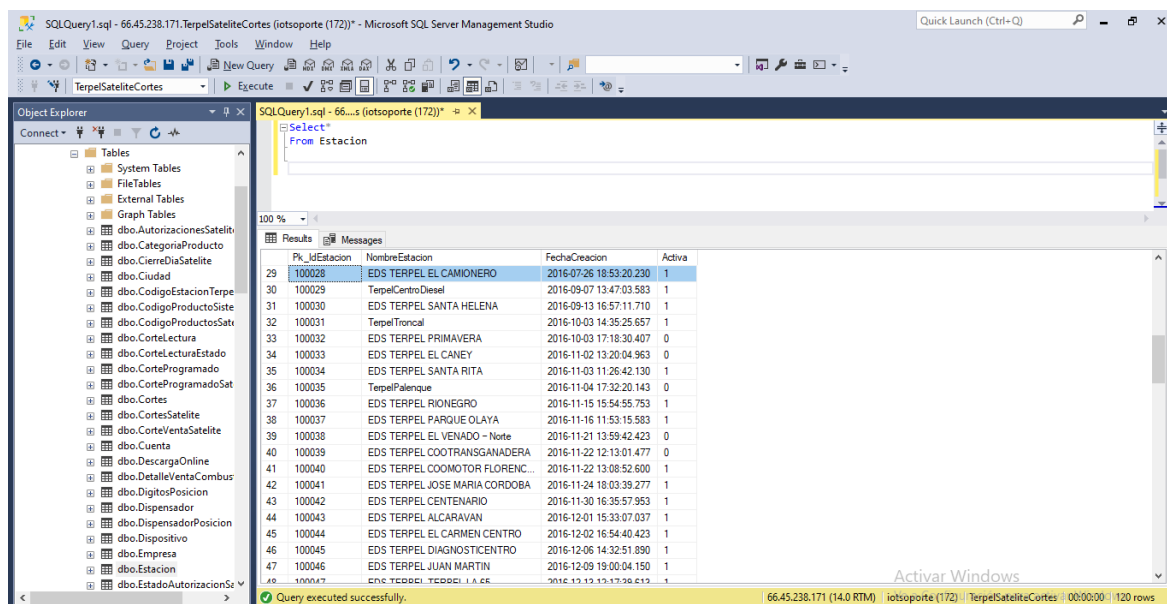 SQLQuery1.sql - 66.45.238.171.TerpelSateliteCortes (iotsoporte (172))* - Microsoft SQL Server Management Studio
Quick Launch (Ctrl+Q)
File Edit View Query Project Tools Window Help
New Query
TerpelSateliteCortes
Execute
Object Explorer
SQLQuery1.sql - 66....s (iotsoporte (172))*
Connect
Tables
System Tables
FileTables
External Tables
Graph Tables
dbo.AutorizacionesSatelit
dbo.CategoriaProducto
dbo.CierreDiaSatelite
dbo.Ciudad
dbo.CodigoEstacionTerpe
dbo.CodigoProductoSiste
dbo.CodigoProductosSate
dbo.CorteLectura
dbo.CorteLecturaEstado
dbo.CorteProgramado
dbo.CorteProgramadoSat
dbo.Cortes
dbo.CortesSatelite
dbo.CorteVentaSatelite
dbo.Cuenta
dbo.DescargaOnline
dbo.DetalleVentaCombus
dbo.DigitosPosicion
dbo.Dispensador
dbo.DispensadorPosicion
dbo.Dispositivo
dbo.Empresa
dbo.Estacion
dbo.EstadoAutorizacionSa
Select*
From Estacion
100 %
Results Messages
Pk_IdEstacion NombreEstacion FechaCreacion Activa
29 100028 EDS TERPEL EL CAMIONERO 2016-07-26 18:53:20.230 1
30 100029 TerpelCentroDiesel 2016-09-07 13:47:03.583 1
31 100030 EDS TERPEL SANTA HELENA 2016-09-13 16:57:11.710 1
32 100031 TerpelTroncal 2016-10-03 14:35:25.657 1
33 100032 EDS TERPEL PRIMAVERA 2016-10-03 17:18:30.407 0
34 100033 EDS TERPEL EL CANEY 2016-11-02 13:20:04.963 0
35 100034 EDS TERPEL SANTA RITA 2016-11-03 11:26:42.130 1
36 100035 TerpelPalenque 2016-11-04 17:32:20.143 0
37 100036 EDS TERPEL RIONEGRO 2016-11-15 15:54:55.753 1
38 100037 EDS TERPEL PARQUE OLAYA 2016-11-16 11:53:15.583 1
39 100038 EDS TERPEL EL VENADO - Norte 2016-11-21 13:59:42.423 0
40 100039 EDS TERPEL COOTRANSGANADERA 2016-11-22 12:13:01.477 0
41 100040 EDS TERPEL COOMOTOR FLORENC... 2016-11-22 13:08:52.600 1
42 100041 EDS TERPEL JOSE MARIA CORDOBA 2016-11-24 18:03:39.277 1
43 100042 EDS TERPEL CENTENARIO 2016-11-30 16:35:57.953 1
44 100043 EDS TERPEL ALCARAVAN 2016-12-01 15:33:07.037 1
45 100044 EDS TERPEL EL CARMEN CENTRO 2016-12-02 16:54:40.423 1
46 100045 EDS TERPEL DIAGNOSTICENTRO 2016-12-06 14:32:51.890 1
47 100046 EDS TERPEL JUAN MARTIN 2016-12-09 19:00:04.150 1
48 100047 EDS TERPEL TERPEL LA 65 2016-12-13 12:17:39.613 1
Activar Windows
Query executed successfully.
66.45.238.171 (14.0 RTM) iotsoporte (172) TerpelSateliteCortes 00:00:00 120 rows